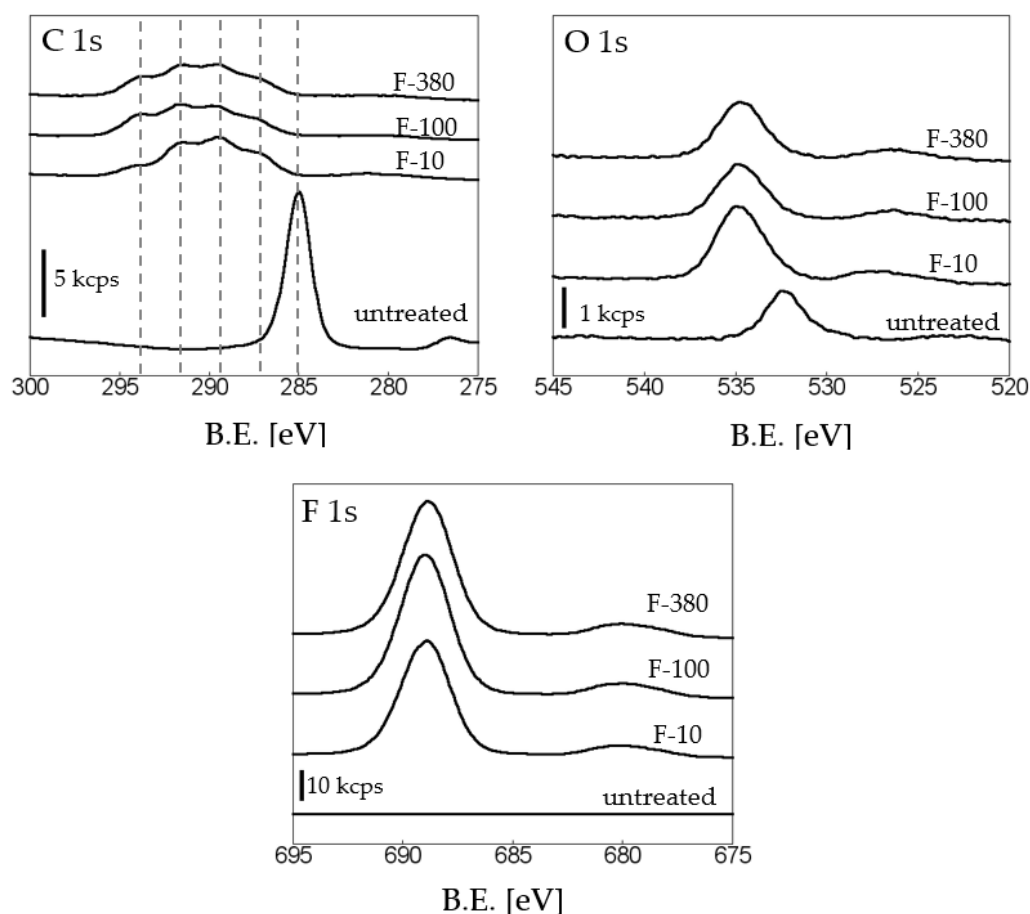 C 1s
F-380
F-100
F-10
5 kcps
untreated
300 295 290 285 280 275
B.E. [eV]
O 1s
F-380
F-100
F-10
1 kcps
untreated
545 540 535 530 525 520
B.E. [eV]
F 1s
F-380
F-100
F-10
10 kcps
untreated
695 690 685 680 675
B.E. [eV]